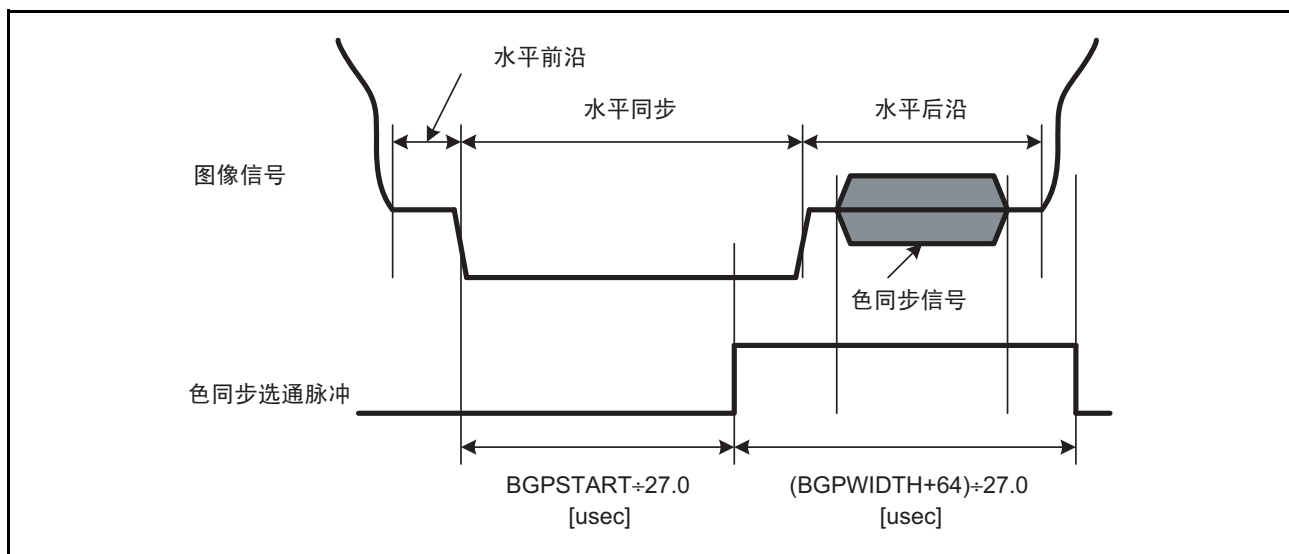 水平前沿
水平同步
水平后沿
图像信号
色同步信号
色同步选通脉冲
BGPSTART÷27.0
[usec]
(BGPWIDTH+64)÷27.0
[usec]